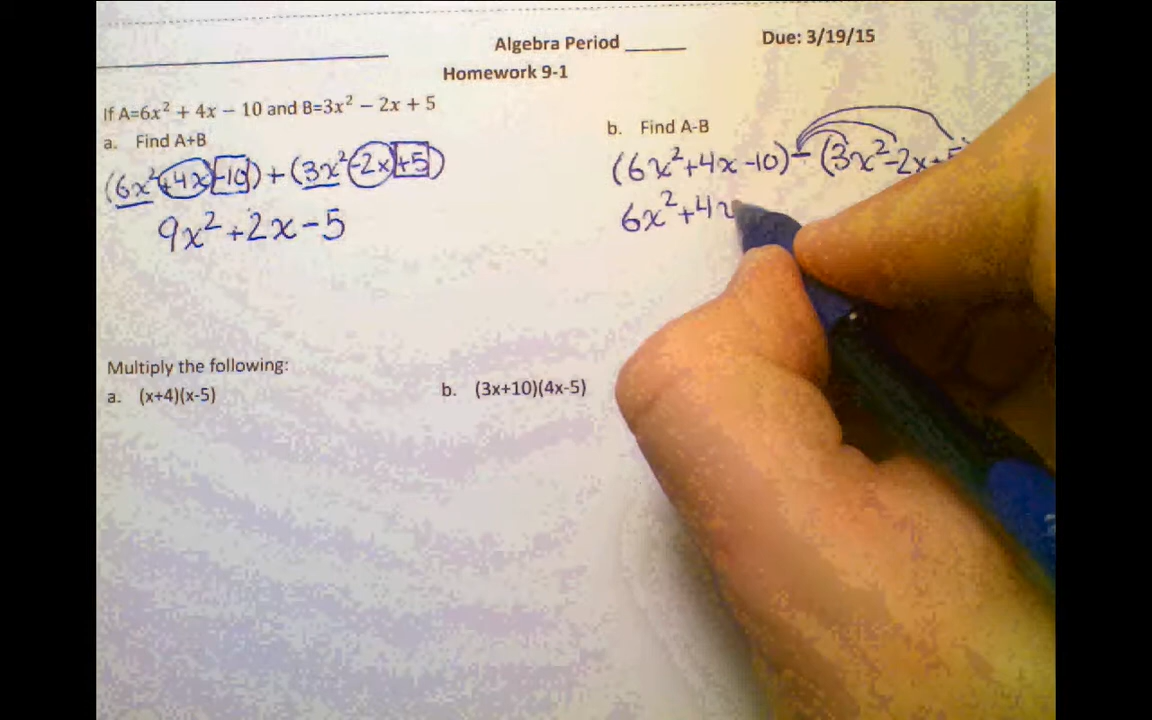 Algebra Period ______ Due: 3/19/15
Homework 9-1
If A=6x² + 4x − 10 and B=3x² − 2x + 5
a. Find A+B
(6x²+4x-10)+(3x²-2x+5)
9x²+2x-5
b. Find A-B
(6x²+4x-10)-(3x²-2x+5
6x²+4x
Multiply the following:
a. (x+4)(x-5)
b. (3x+10)(4x-5)